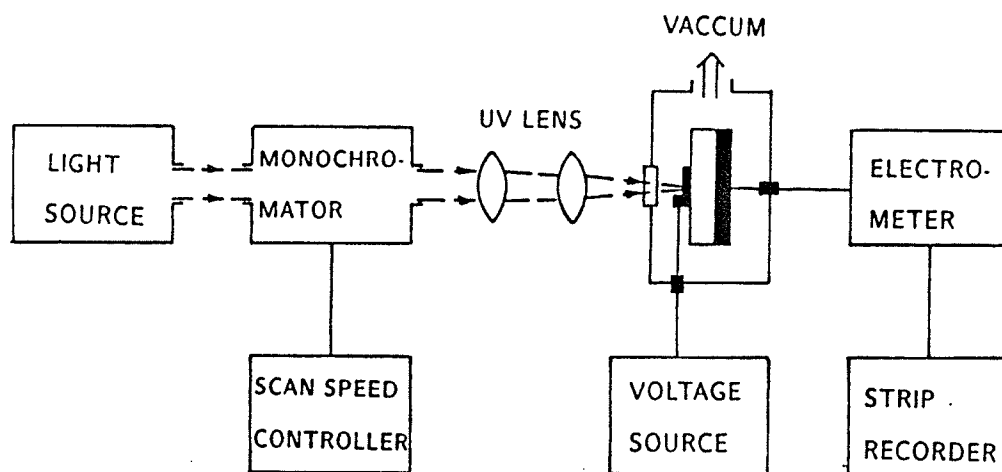 VACCUM
UV LENS
LIGHT
SOURCE
MONOCHRO-
MATOR
ELECTRO-
METER
SCAN SPEED
CONTROLLER
VOLTAGE
SOURCE
STRIP
RECORDER